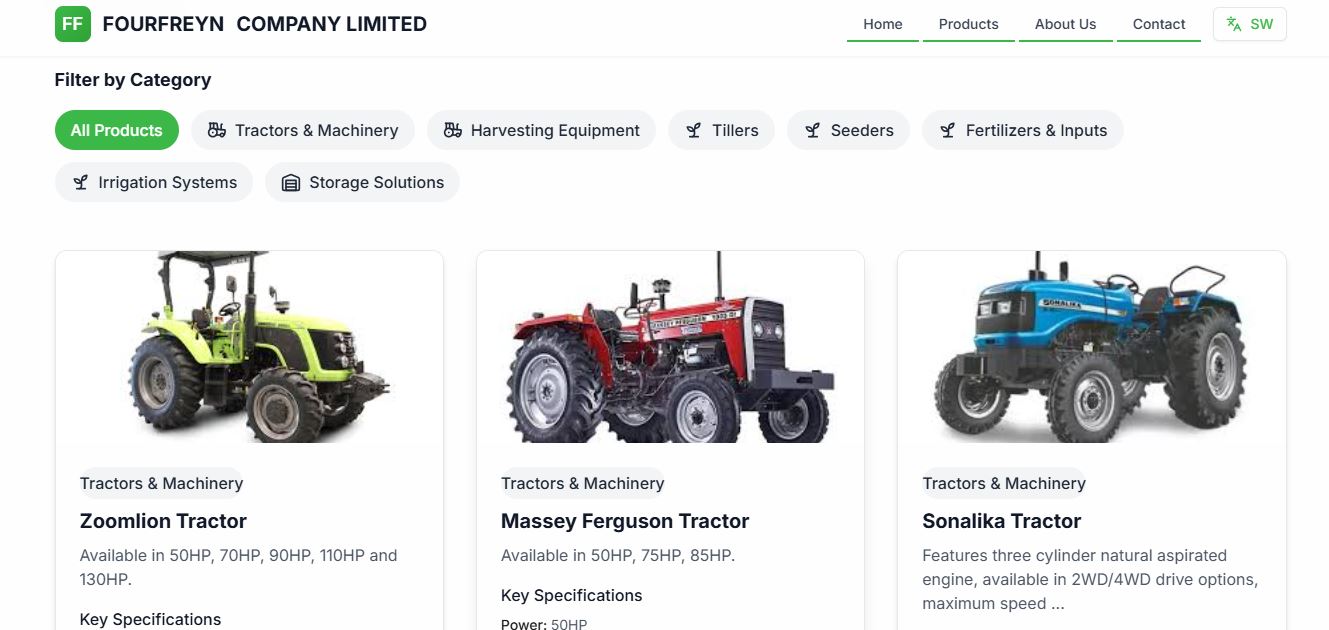 FF FOURFREYN COMPANY LIMITED Home Products About Us Contact SW
Filter by Category
All Products Tractors & Machinery Harvesting Equipment Tillers Seeders Fertilizers & Inputs
Irrigation Systems Storage Solutions
SONALIKA
Tractors & Machinery
Zoomlion Tractor
Available in 50HP, 70HP, 90HP, 110HP and
130HP.
Key Specifications
Tractors & Machinery
Massey Ferguson Tractor
Available in 50HP, 75HP, 85HP.
Key Specifications
Power: 50HP
Tractors & Machinery
Sonalika Tractor
Features three cylinder natural aspirated
engine, available in 2WD/4WD drive options,
maximum speed ...